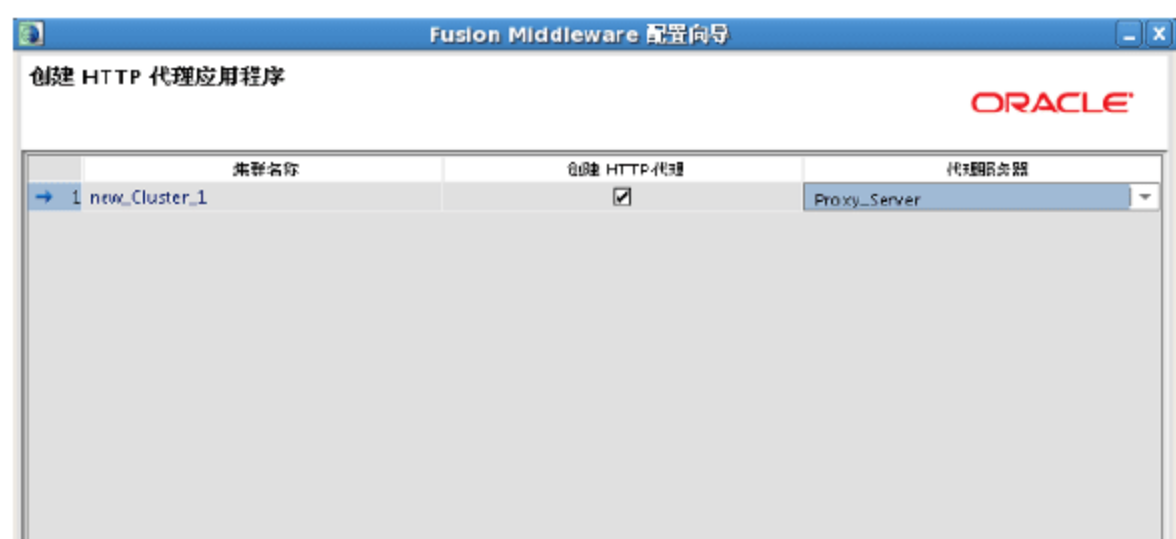 Fusion Middleware 配置向导
创建 HTTP 代理应用程序
ORACLE
集群名称 创建 HTTP 代理 代理服务器
1 new_Cluster_1 Proxy_Server